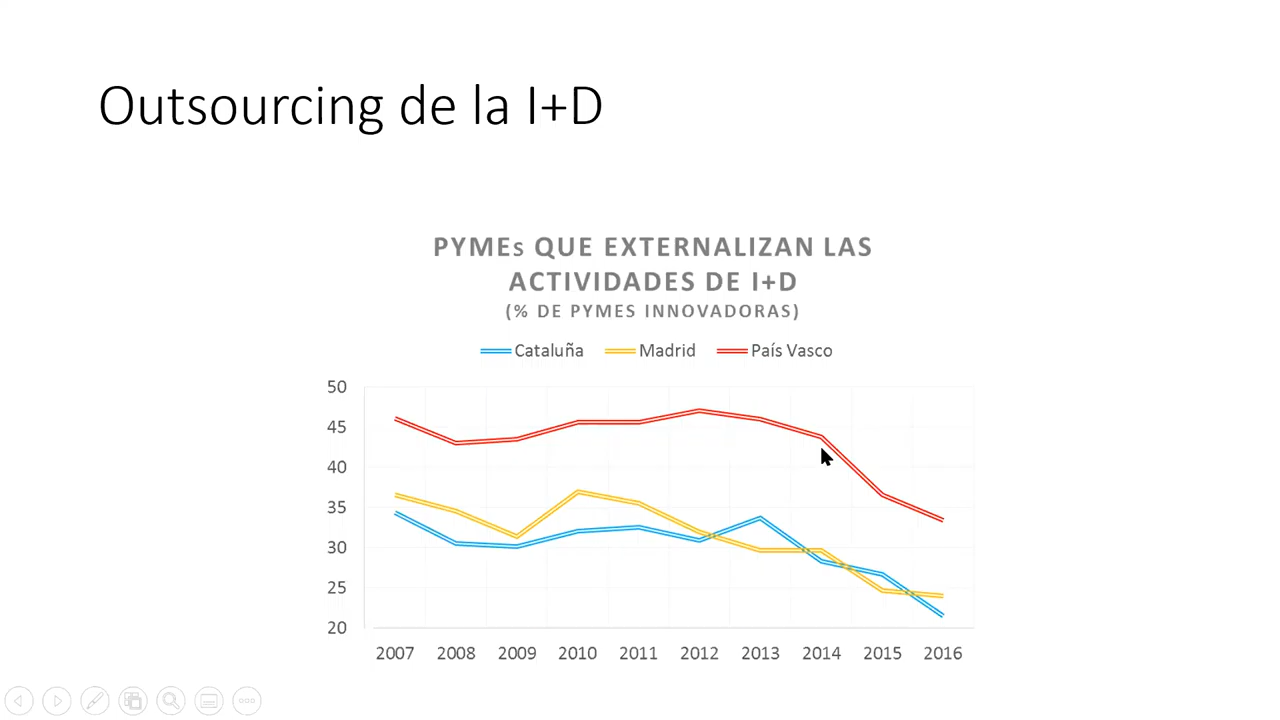 Outsourcing de la I+D
PYMEs QUE EXTERNALIZAN LAS
ACTIVIDADES DE I+D
(% DE PYMES INNOVADORAS)
Cataluña Madrid País Vasco
50
45
40
35
30
25
20
2007 2008 2009 2010 2011 2012 2013 2014 2015 2016